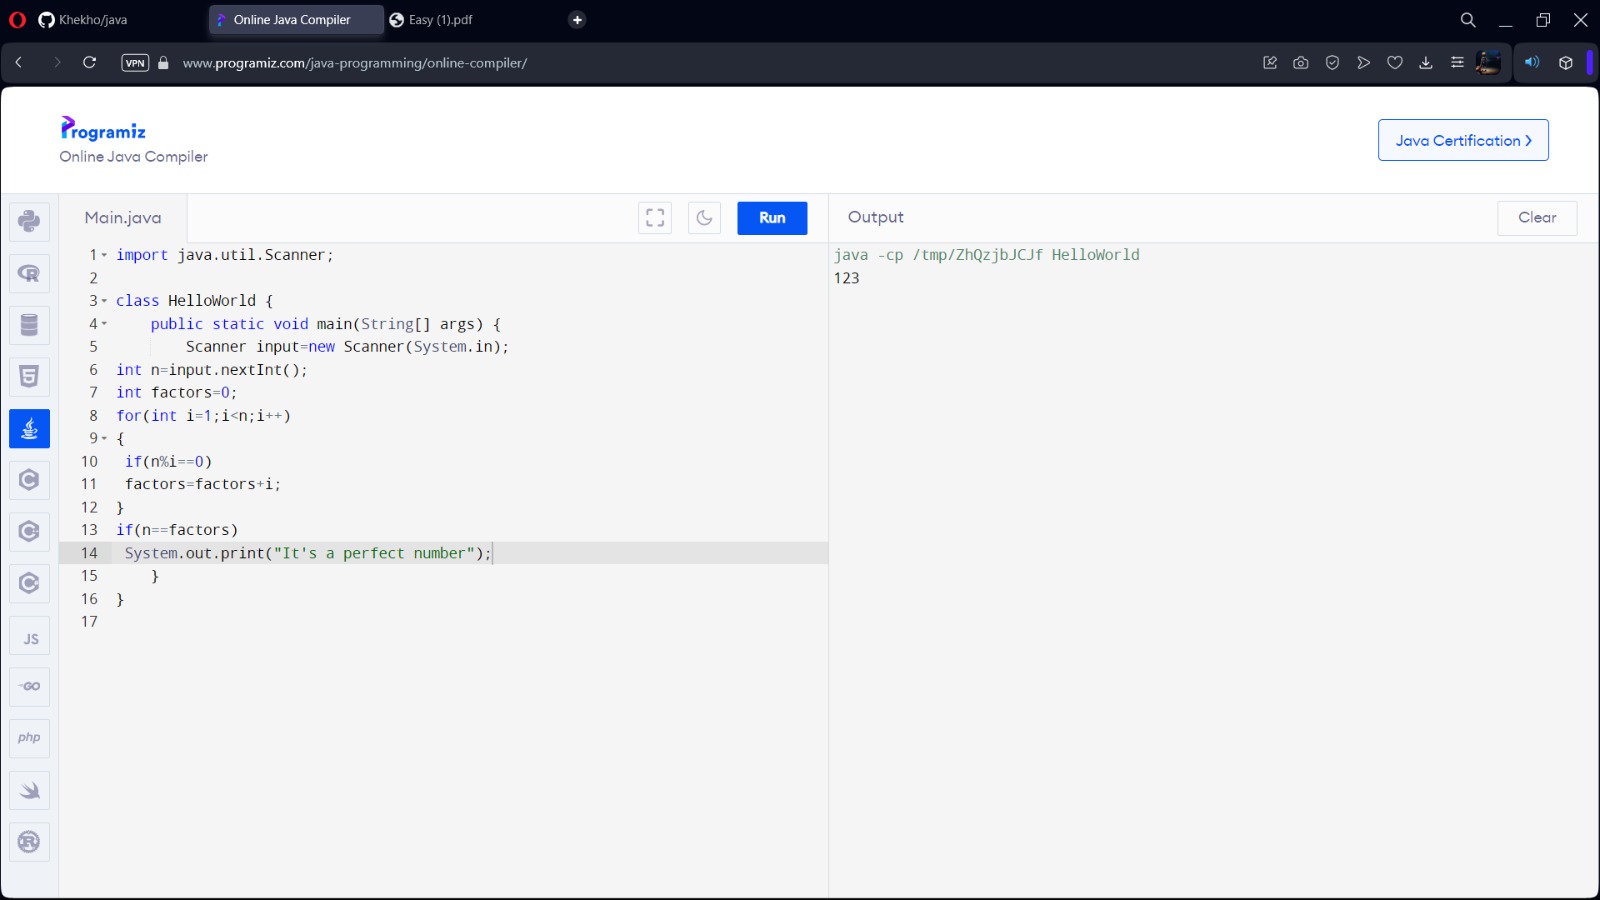 Khekho/java
Online Java Compiler
Easy (1).pdf
VPN
www.programiz.com/java-programming/online-compiler/
Programiz
Online Java Compiler
Java Certification
Main.java
Run
Output
Clear
1 import java.util.Scanner;
2
3 class HelloWorld {
4 public static void main(String[] args) {
5 Scanner input=new Scanner(System.in);
6 int n=input.nextInt();
7 int factors=0;
8 for(int i=1;i<n;i++)
9 {
10 if(n%i==0)
11 factors=factors+i;
12 }
13 if(n==factors)
14 System.out.print("It's a perfect number");
15 }
16 }
17
java -cp /tmp/ZhQzjbJCJf HelloWorld
123
JS
GO
php